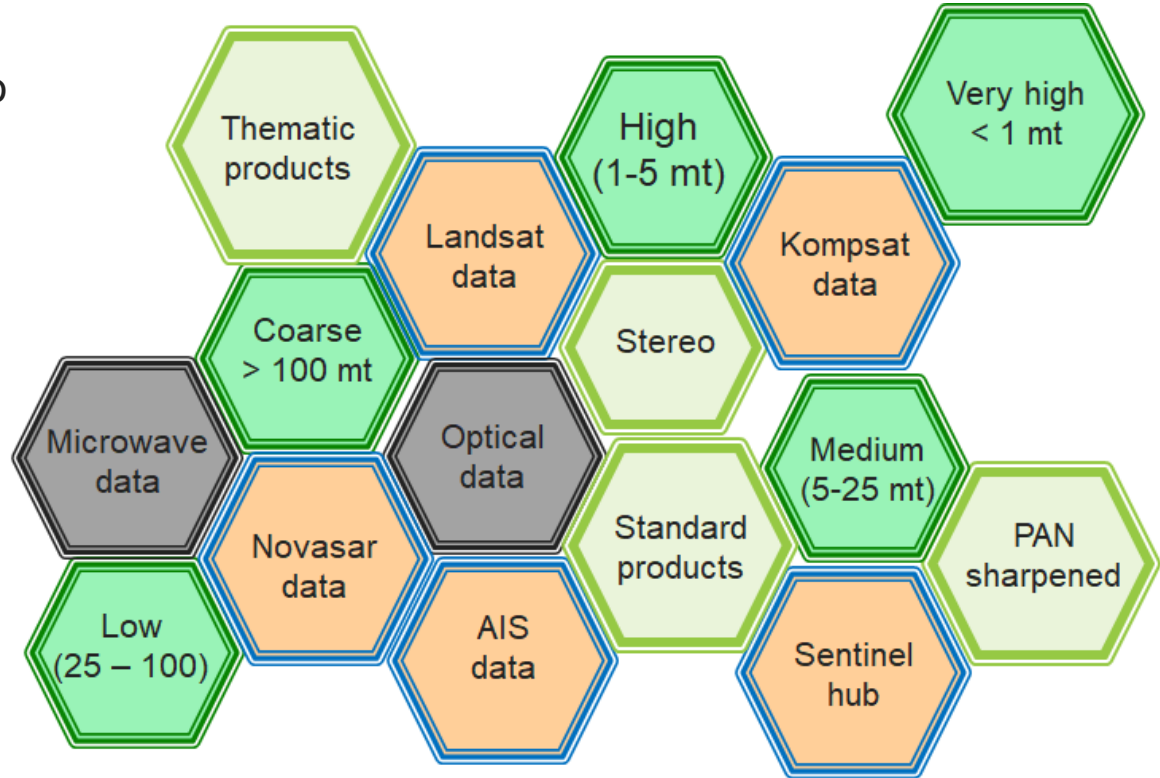 Thematic
products
High
(1-5 mt)
Very high
< 1 mt
Landsat
data
Kompsat
data
Coarse
> 100 mt
Stereo
Microwave
data
Optical
data
Medium
(5-25 mt)
Novasar
data
Standard
products
PAN
sharpened
Low
(25 – 100)
AIS
data
Sentinel
hub